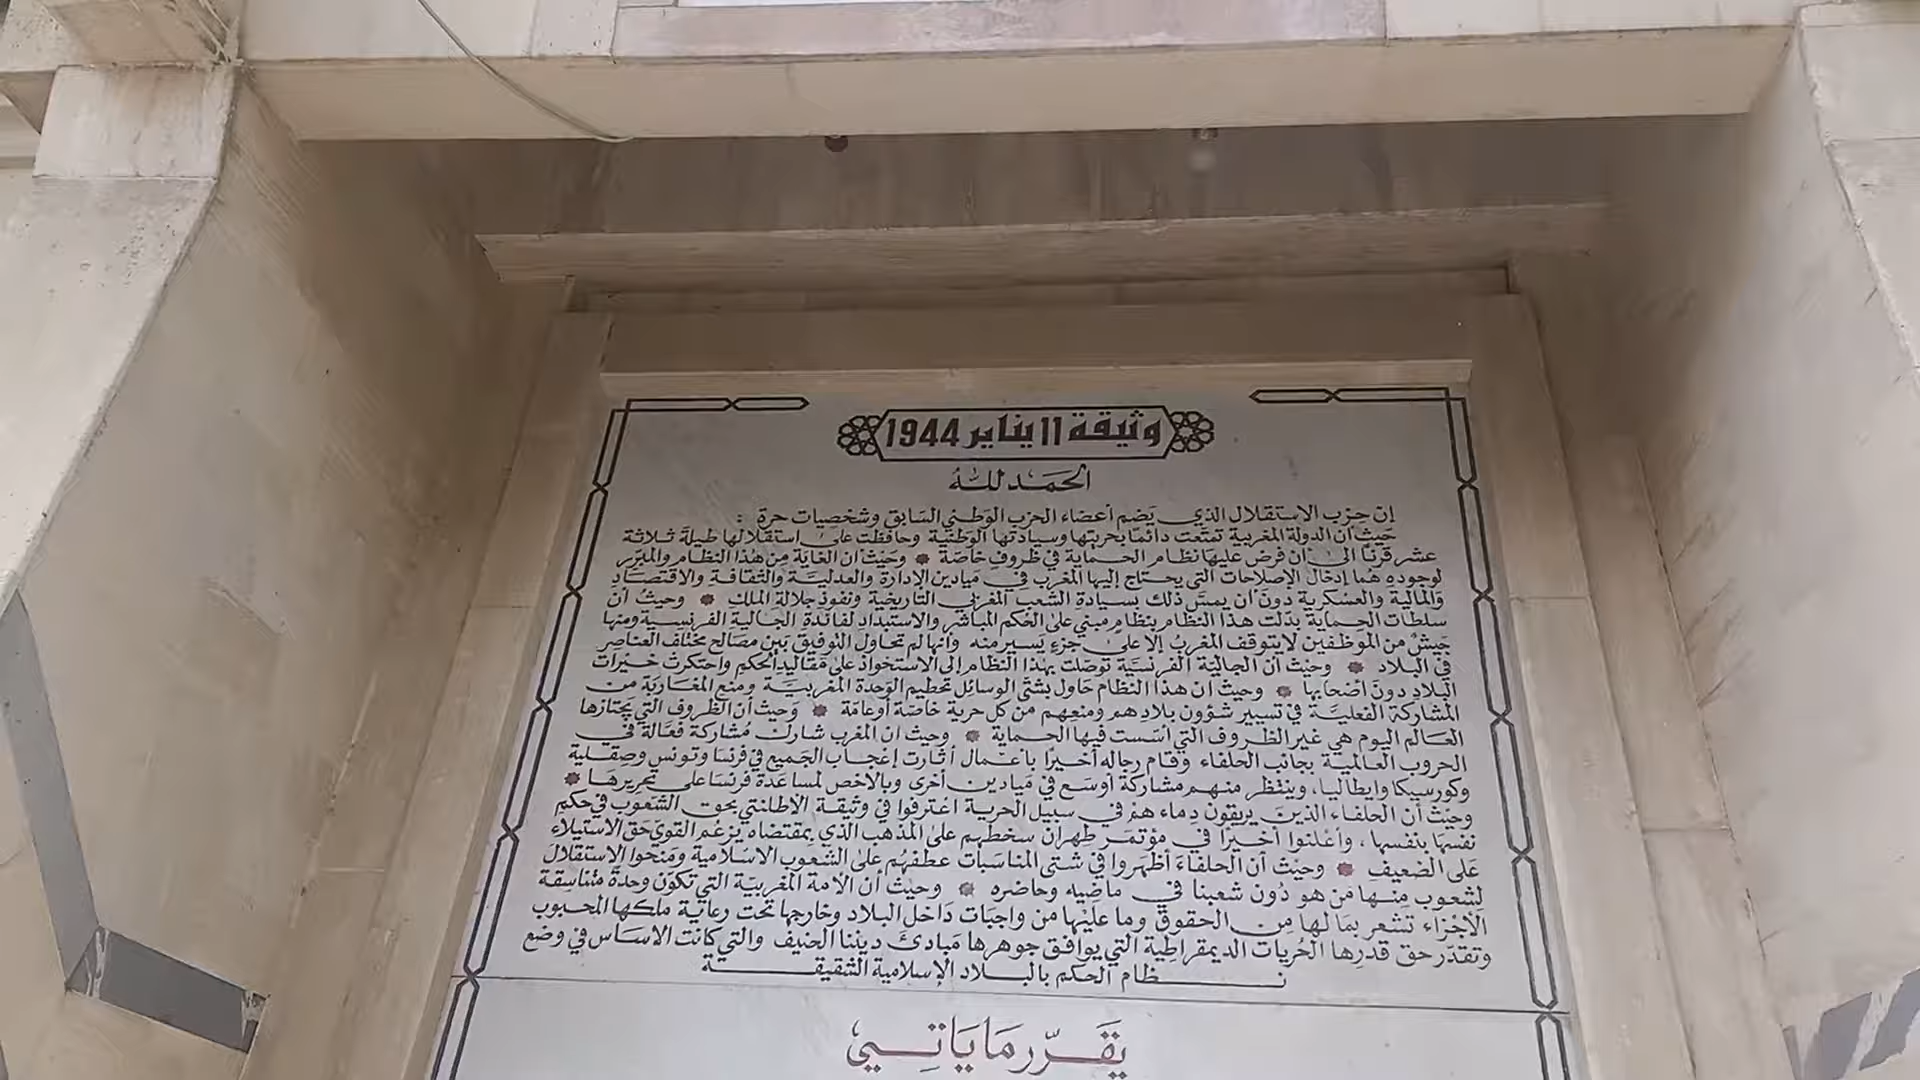 وثيقة 11 يناير 1944
الحمد لله
إن حزب الاستقلال الذي يضم أعضاء الحزب الوطني السابق وشخصيات حرة :
حيث أن الدولة المغربية تمتعت دائما بحريتها وسيادتها الوطنية وحافظت على استقلالها طيلة ثلاثة
عشر قرنا الى أن فرض عليها نظام الحماية في ظروف خاصة * وحيث ان الغاية من هذا النظام والمبرر
لوجوده هما إدخال الإصلاحات التي يحتاج إليها المغرب في ميادين الإدارة والعدلية والثقافة والاقتصاد
والمالية والعسكرية دون ان يمس ذلك بسيادة الشعب المغربي التاريخية ونفوذ جلالة الملك * وحيث أن
سلطات الحماية بدلت هذا النظام بنظام مبني على الحكم المباشر والاستبداد لفائدة الجالية الفرنسية ومنها
جيش من الموظفين لا يتوقف المغرب إلا على جزء يسير منه وانها لم تحاول التوفيق بين مصالح مختلف العناصر
في البلاد * وحيث أن الجالية الفرنسية توصلت بهذا النظام إلى الاستحواذ على مقاليد الحكم واحتكرت خيرات
البلاد دون أصحابها * وحيث ان هذا النظام حاول بشتى الوسائل تحطيم الوحدة المغربية ومنع المغاربة من
المشاركة الفعلية في تسيير شؤون بلادهم ومنعهم من كل حرية خاصة أو عامة * وحيث أن الظروف التي يجتازها
العالم اليوم هي غير الظروف التي أسست فيها الحماية * وحيث ان المغرب شارك مشاركة فعالة في
الحروب العالمية بجانب الحلفاء وقام رجاله أخيرا بأعمال أثارت إعجاب الجميع في فرنسا وتونس وصقلية
وكورسيكا وإيطاليا، وينتظر منهم مشاركة أوسع في ميادين أخرى وبالأخص لمساعدة فرنسا على تحريرها *
وحيث أن الحلفاء الذين يريقون دماءهم في سبيل الحرية اعترفوا في وثيقة الاطلنتي بحق الشعوب في حكم
نفسها بنفسها، وأعلنوا أخيرا في مؤتمر طهران سخطهم على المذهب الذي بمقتضاه يزعم القوي حق الاستيلاء
على الضعيف * وحيث أن الحلفاء أظهروا في شتى المناسبات عطفهم على الشعوب الاسلامية ومنحوا الاستقلال
لشعوب منها من هو دون شعبنا في ماضيه وحاضره * وحيث أن الأمة المغربية التي تكون وحدة متناسقة
الأجزاء تشعر بما لها من الحقوق وما عليها من واجبات داخل البلاد وخارجها تحت رعاية ملكها المحبوب
وتقدر حق قدرها الحريات الديمقراطية التي يوافق جوهرها مبادئ ديننا الحنيف والتي كانت الأساس في وضع
نظام الحكم بالبلاد الإسلامية الشقيقة
يقرر ما ياتي